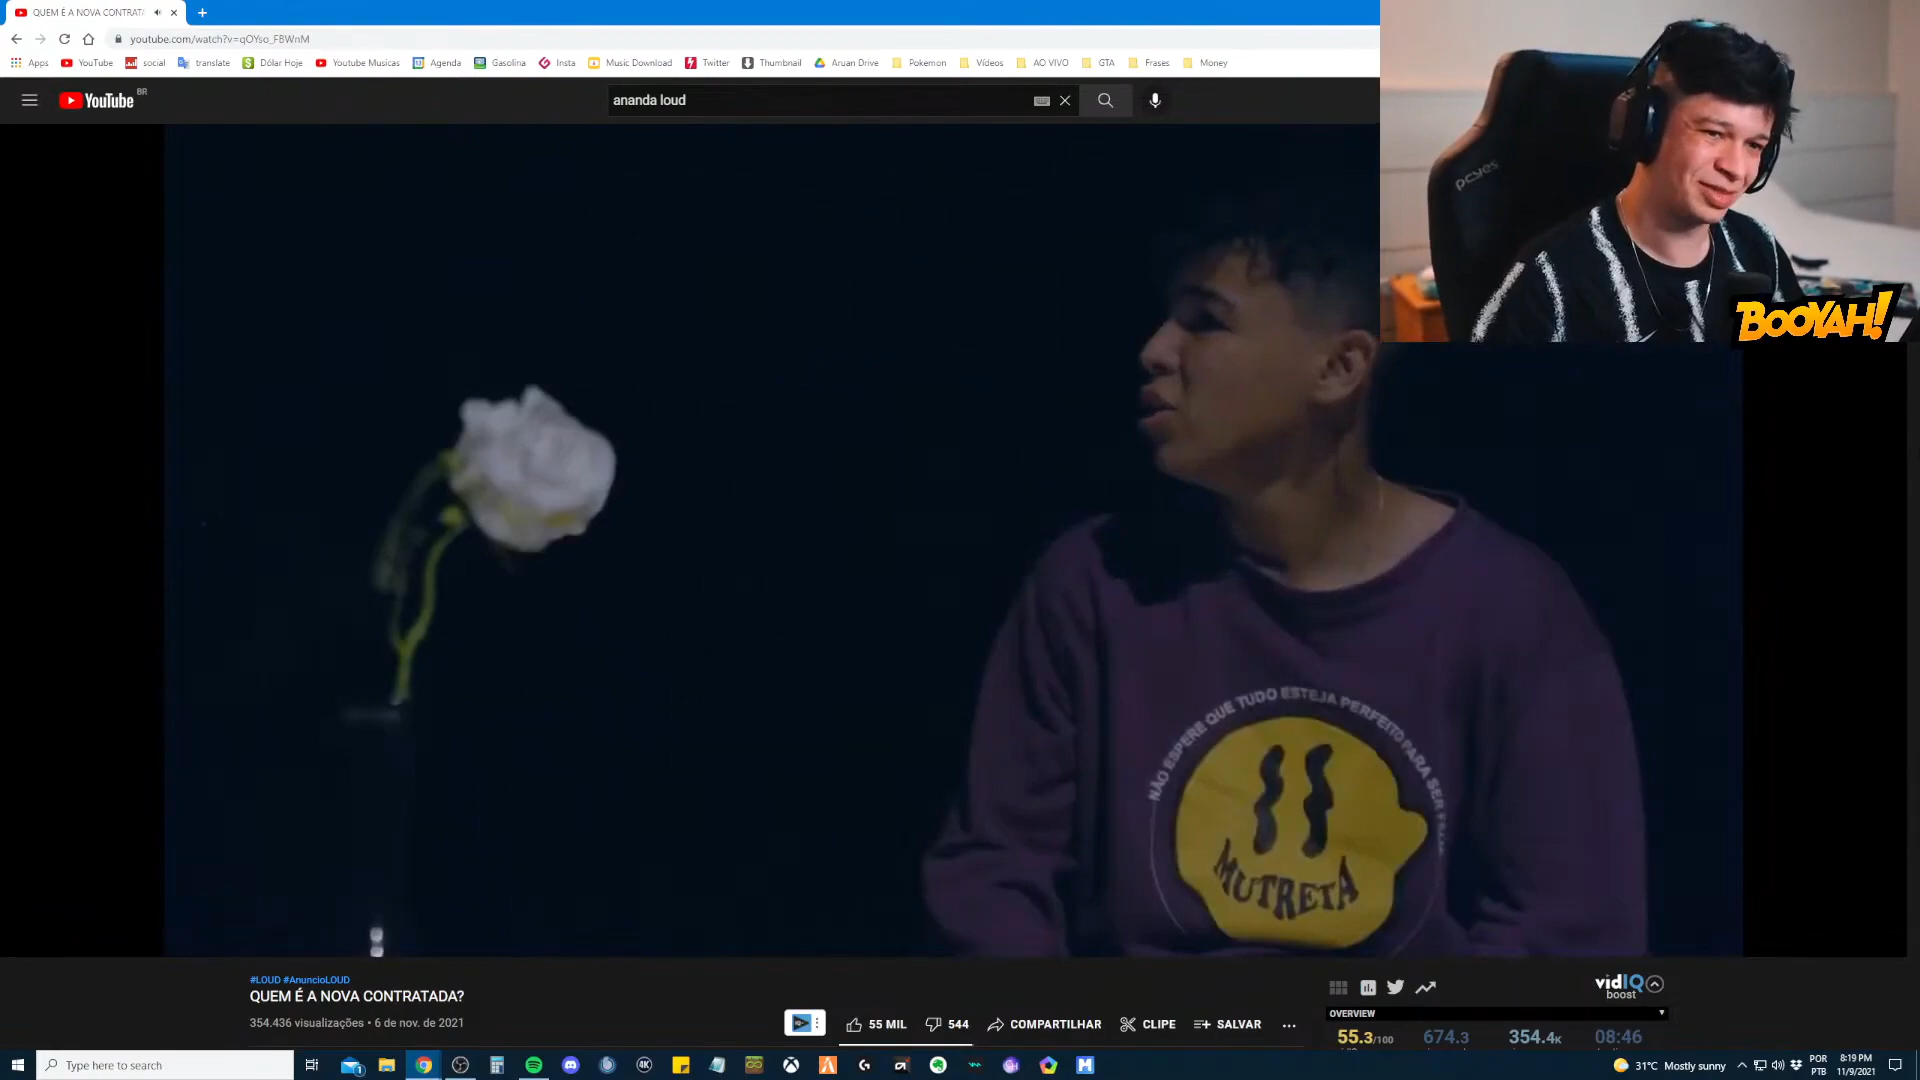 QUEM É A NOVA CONTRATA
youtube.com/watch?v=qOYso_FBWnM
Apps YouTube social translate Dólar Hoje Youtube Musicas Agenda Gasolina Insta Music Download Twitter Thumbnail Aruan Drive Pokemon Vídeos AO VIVO GTA Frases Money
YouTube BR
ananda loud
pcyes
BOOYAH!
NÃO ESPERE QUE TUDO ESTEJA PERFEITO PARA SER
MUTRETA
#LOUD #AnuncioLOUD
QUEM É A NOVA CONTRATADA?
354.436 visualizações • 6 de nov. de 2021
55 MIL 544 COMPARTILHAR CLIPE SALVAR
vidIQ
boost
OVERVIEW
55.3/100 674.3 354.4K 08:46
Type here to search
31°C Mostly sunny
POR
PTB
8:19 PM
11/9/2021